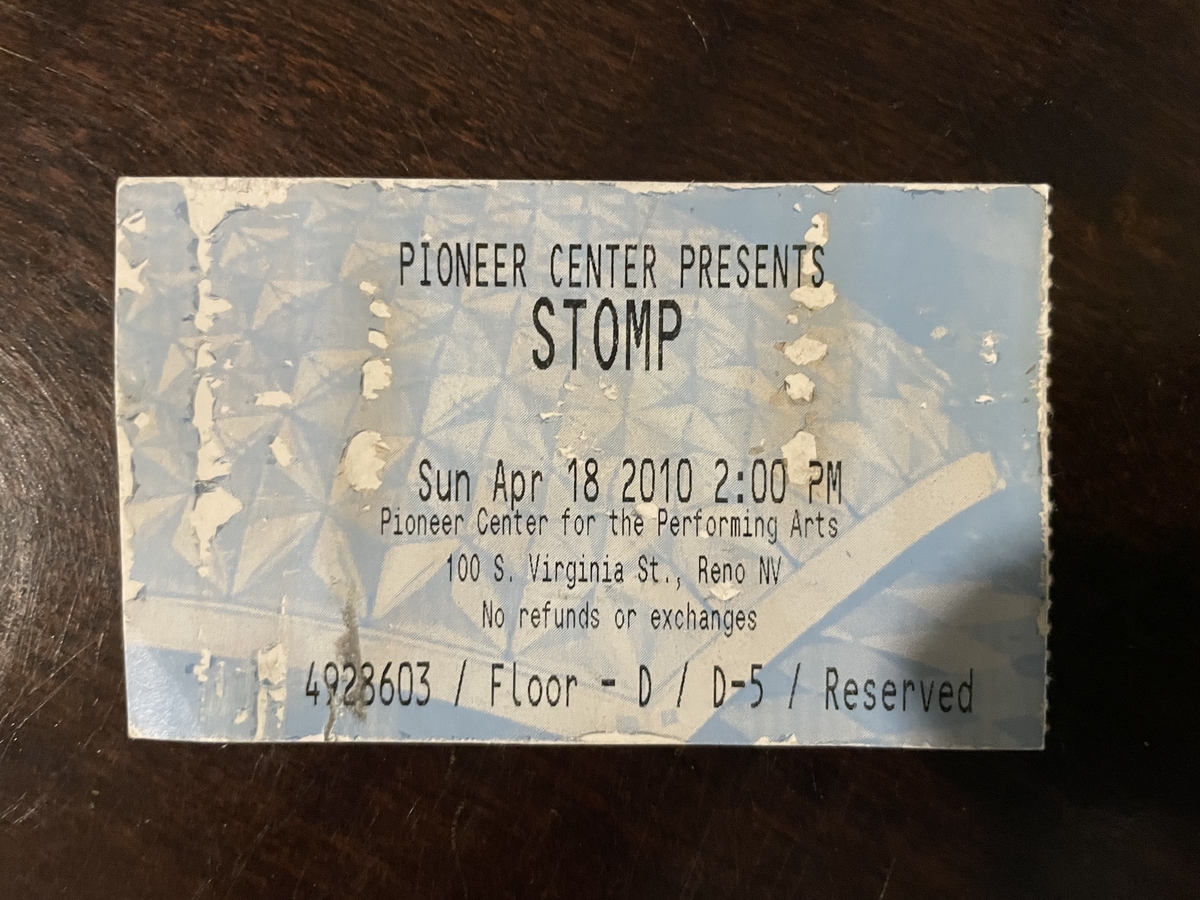 PIONEER CENTER PRESENTS
STOMP
Sun Apr 18 2010 2:00 PM
Pioneer Center for the Performing Arts
100 S. Virginia St., Reno NV
No refunds or exchanges
4928603 / Floor - D / D-5 / Reserved